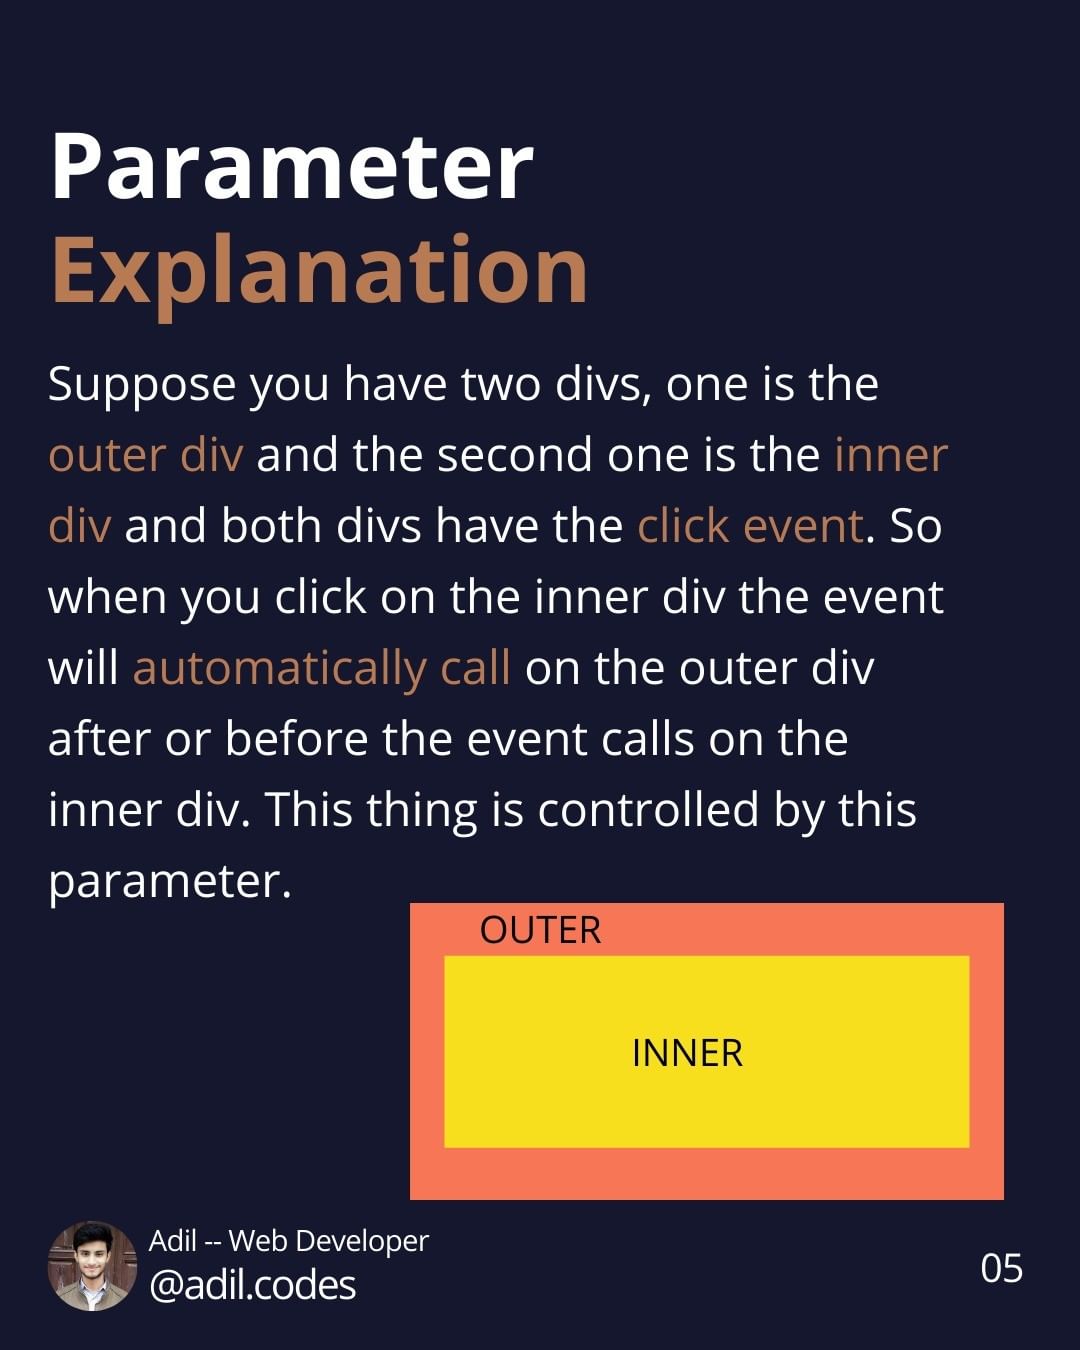 Parameter
Explanation
Suppose you have two divs, one is the
outer div and the second one is the inner
div and both divs have the click event. So
when you click on the inner div the event
will automatically call on the outer div
after or before the event calls on the
inner div. This thing is controlled by this
parameter.
OUTER
INNER
Adil -- Web Developer
@adil.codes
05